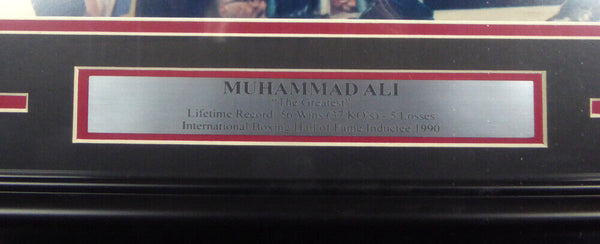 MUHAMMAD ALI
"The Greatest"
Lifetime Record: 56 Wins (37 KO's) - 5 Losses
International Boxing Hall of Fame Inductee 1990